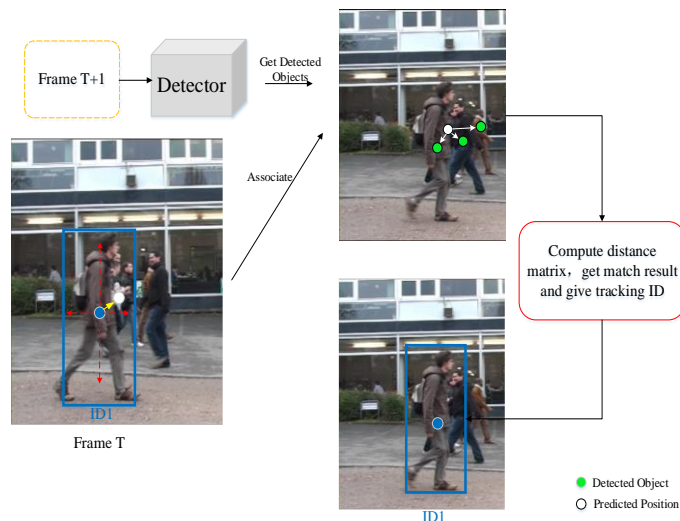 Frame T+1
Detector
Get Detected
Objects
Associate
ID1
Frame T
Compute distance
matrix，get match result
and give tracking ID
ID1
Detected Object
Predicted Position